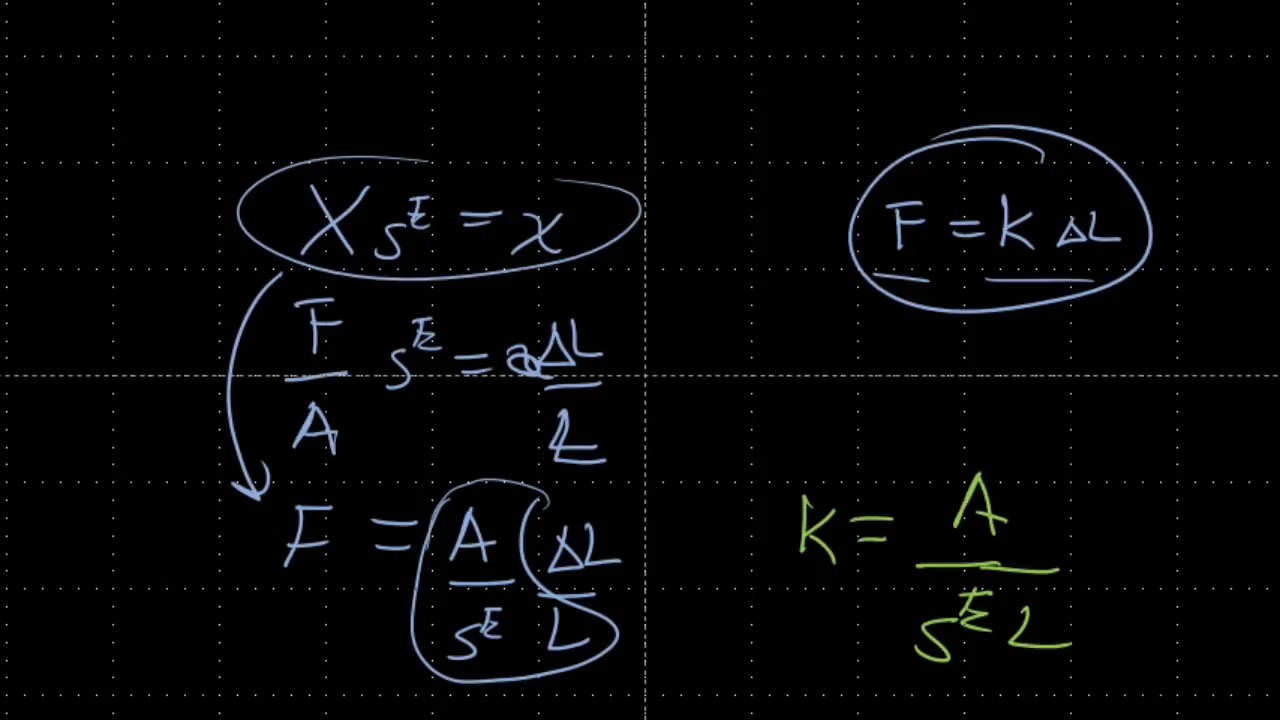 X s^E = x
F = K ΔL
F/A s^E = ΔL/L
F = A/s^E ΔL/L
K = A/(s^E L)